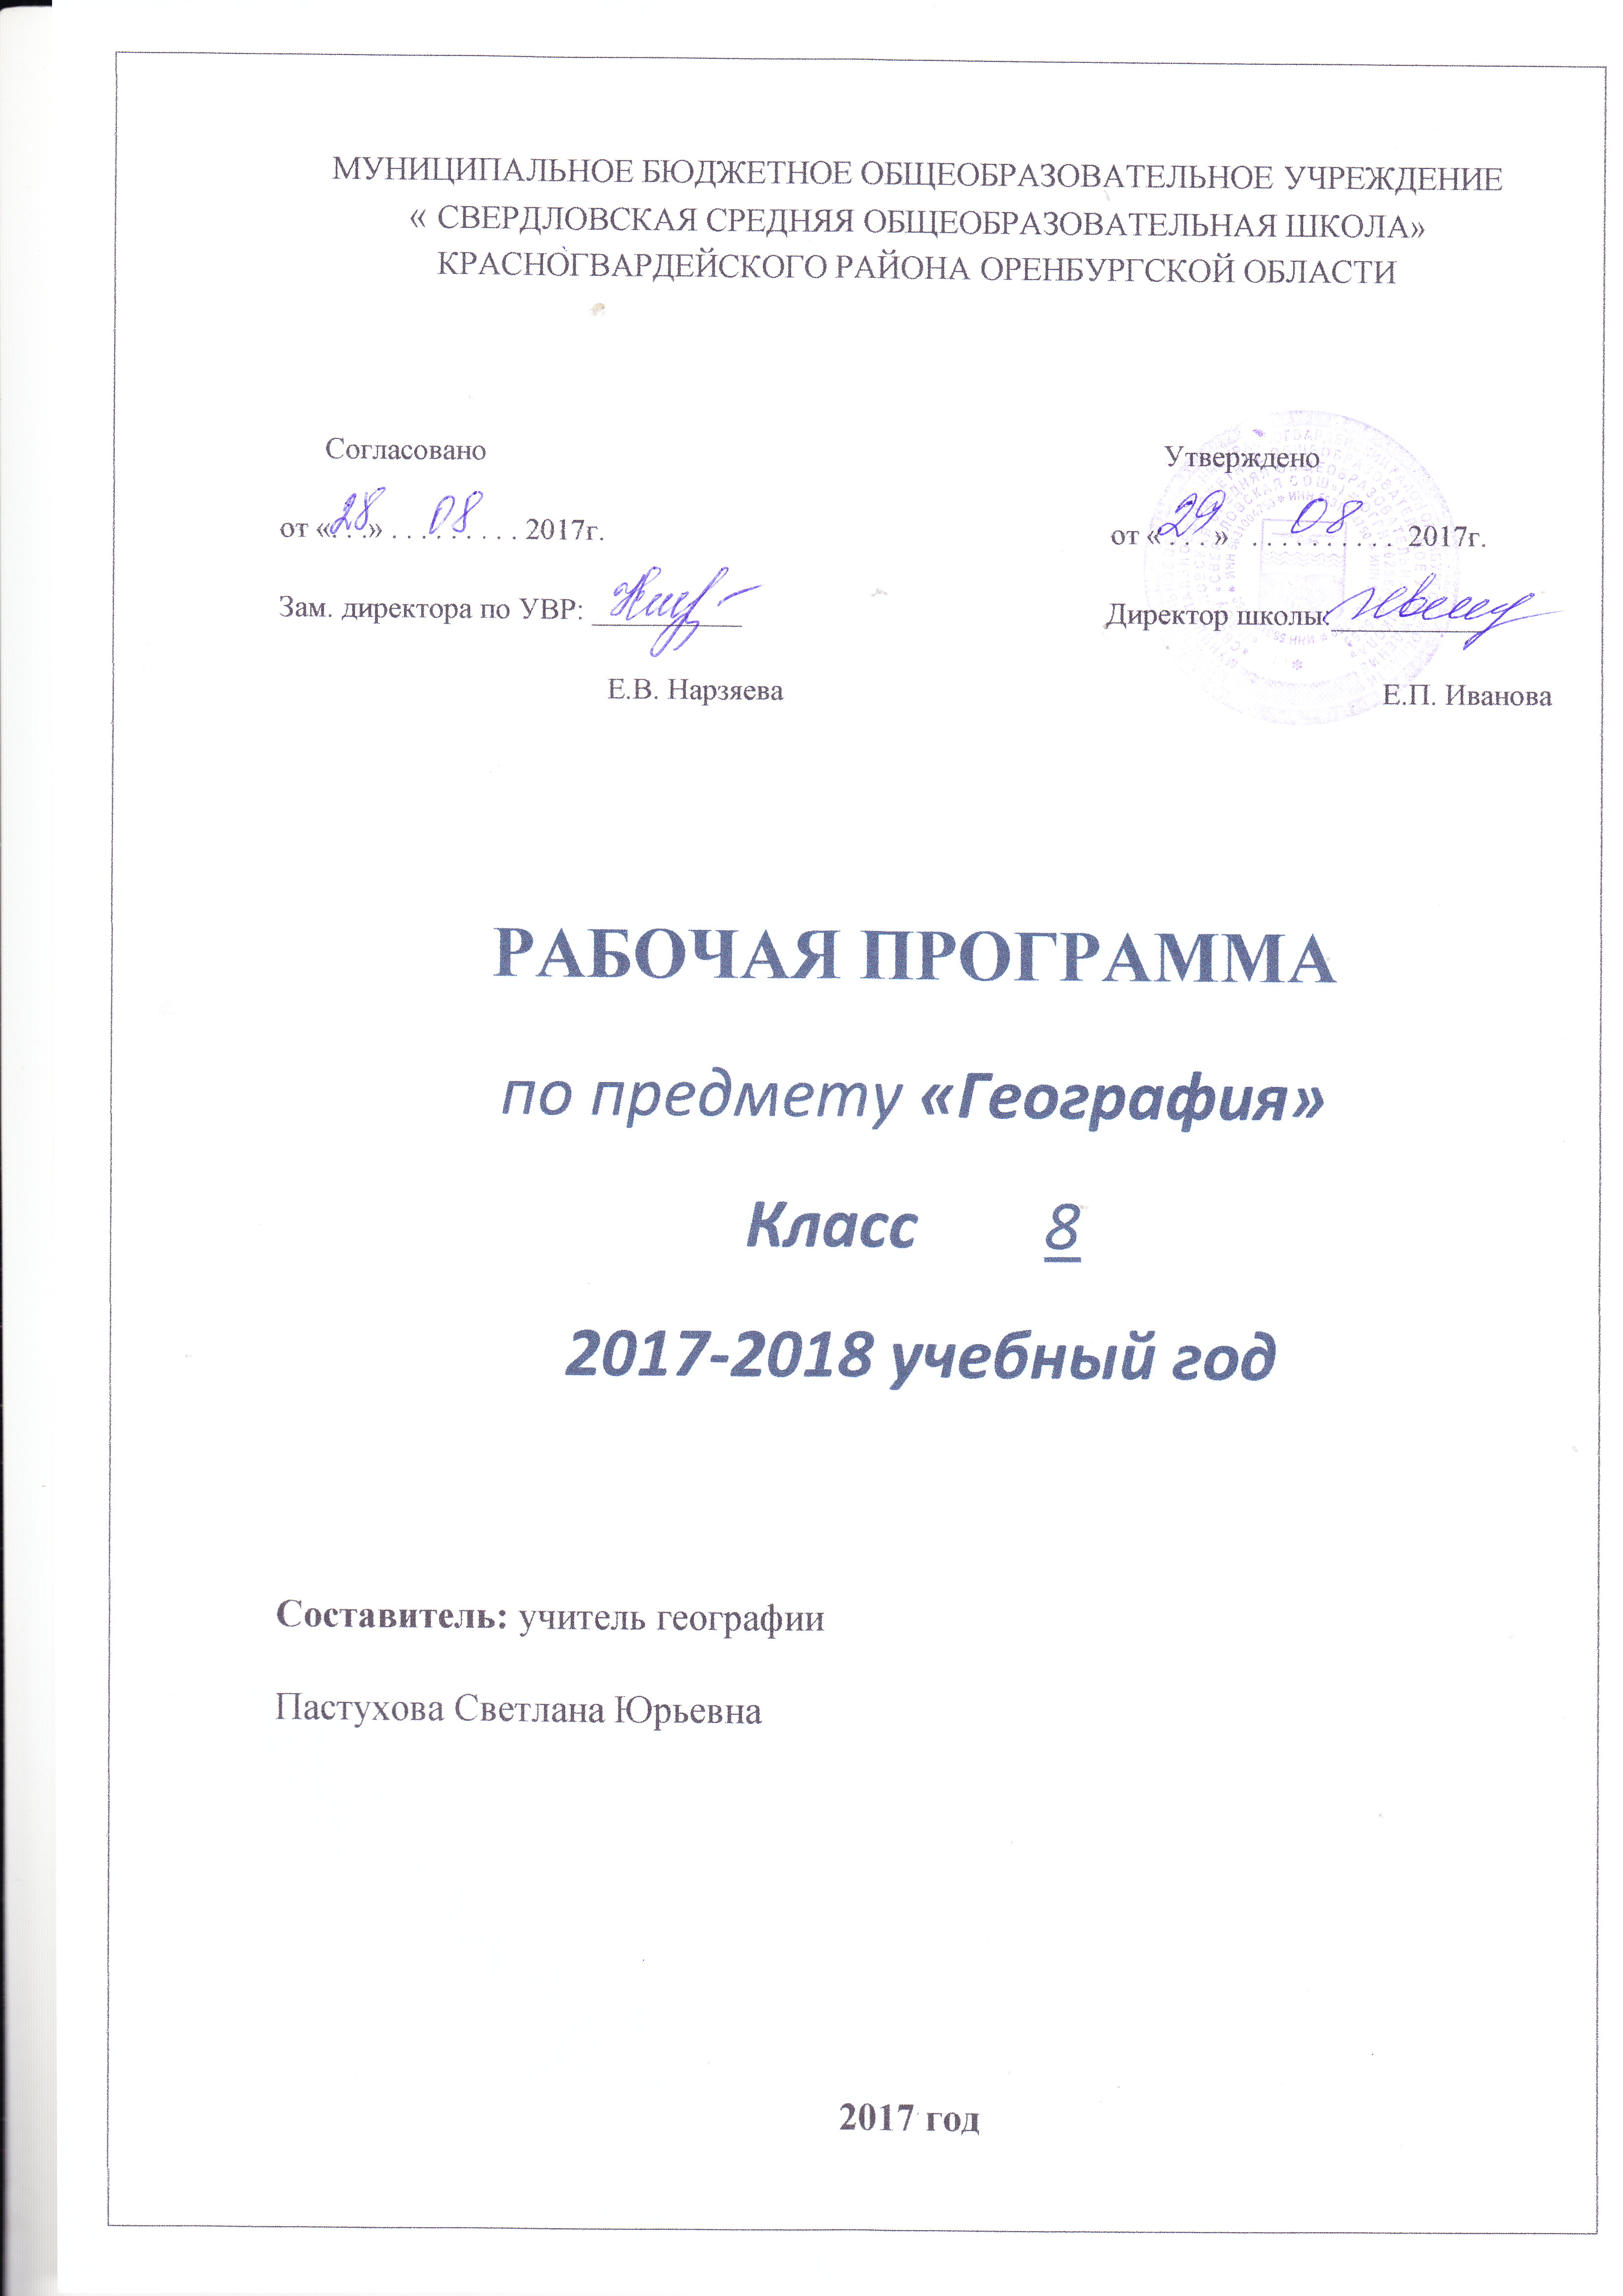 МУНИЦИПАЛЬНОЕ БЮДЖЕТНОЕ ОБЩЕОБРАЗОВАТЕЛЬНОЕ УЧРЕЖДЕНИЕ
« СВЕРДЛОВСКАЯ СРЕДНЯЯ ОБЩЕОБРАЗОВАТЕЛЬНАЯ ШКОЛА»
КРАСНОГВАРДЕЙСКОГО РАЙОНА ОРЕНБУРГСКОЙ ОБЛАСТИ
Согласовано
от «28» 08 2017г.
Зам. директора по УВР:
Е.В. Нарзяева
Утверждено
от «29» 08 2017г.
Директор школы:
Е.П. Иванова
РАБОЧАЯ ПРОГРАММА
по предмету «География»
Класс 8
2017-2018 учебный год
Составитель: учитель географии
Пастухова Светлана Юрьевна
2017 год